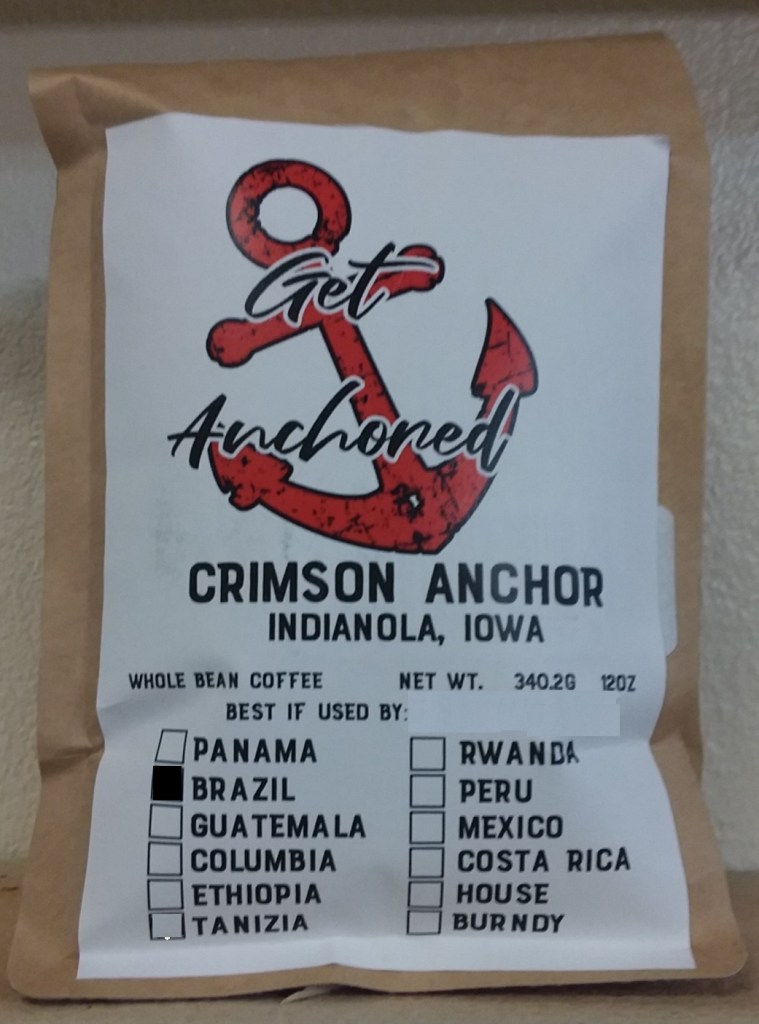 Get
Anchored
CRIMSON ANCHOR
INDIANOLA, IOWA
WHOLE BEAN COFFEE NET WT. 340.2G 12OZ
BEST IF USED BY:
PANAMA RWANDA
BRAZIL PERU
GUATEMALA MEXICO
COLUMBIA COSTA RICA
ETHIOPIA HOUSE
TANIZIA BURNDY